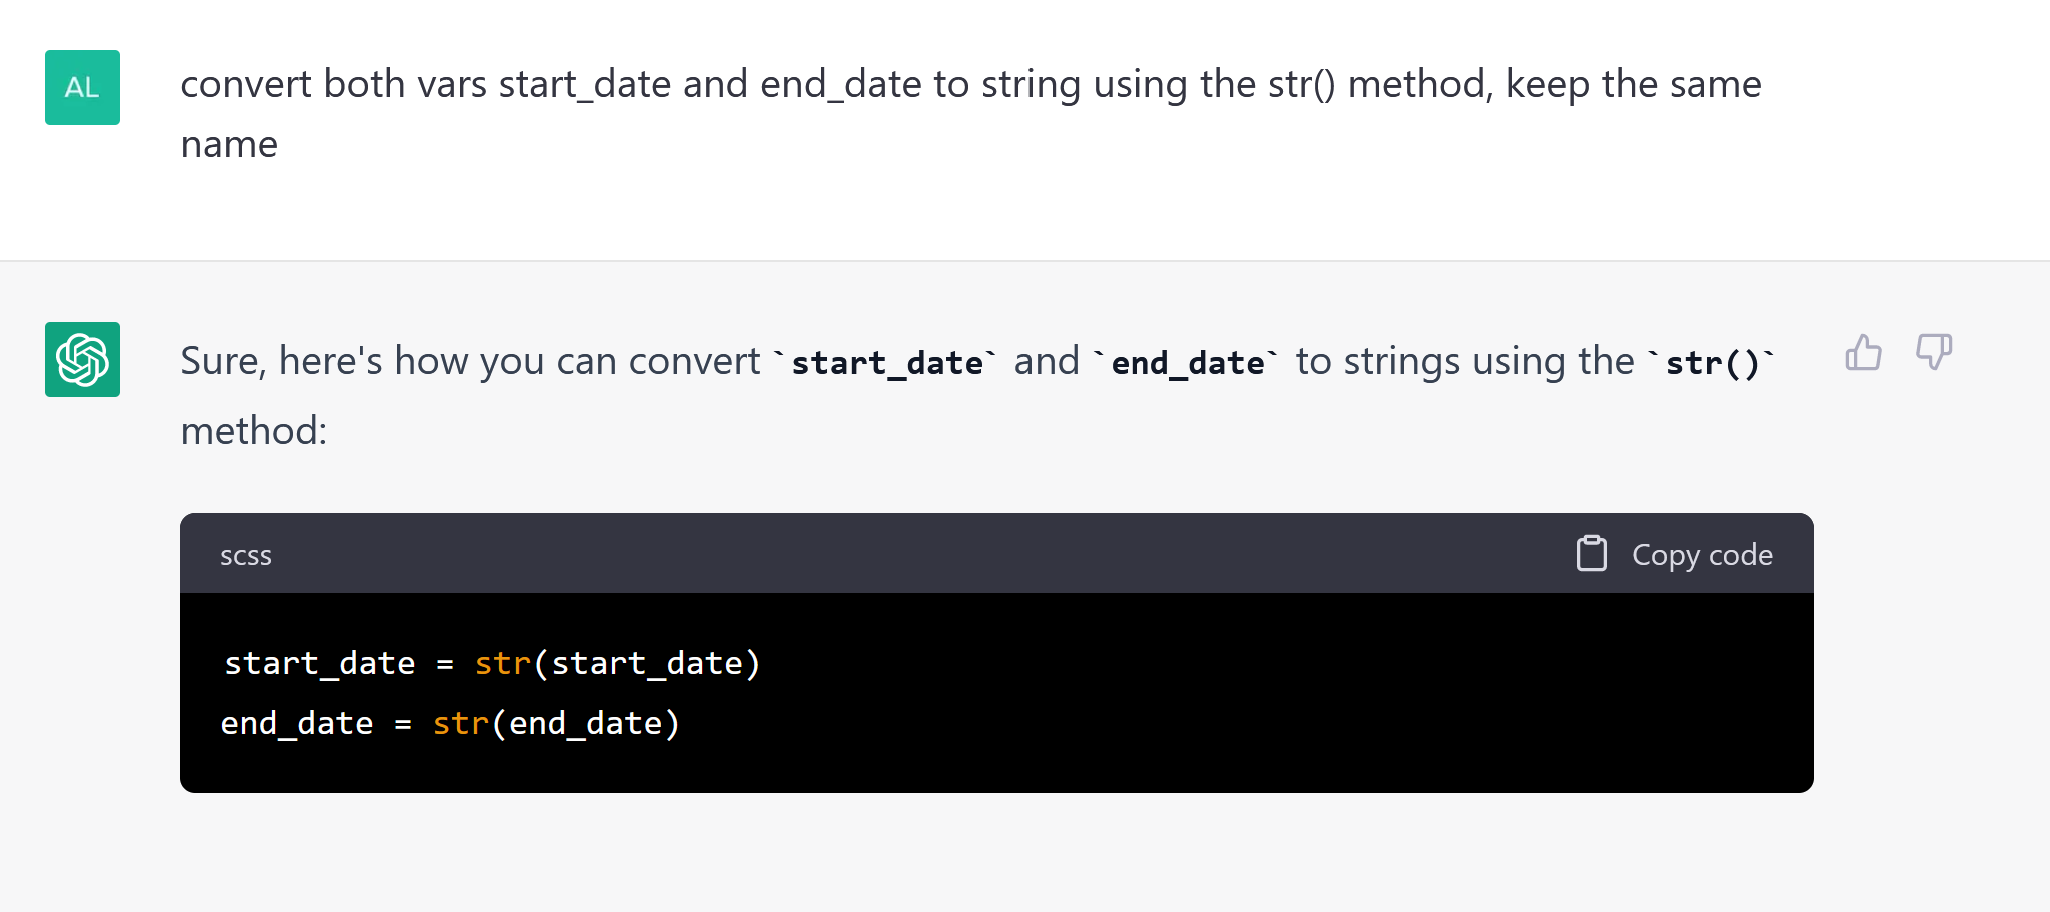 AL
convert both vars start_date and end_date to string using the str() method, keep the same
name
Sure, here's how you can convert `start_date` and `end_date` to strings using the `str()`
method:
scss
Copy code
start_date = str(start_date)
end_date = str(end_date)